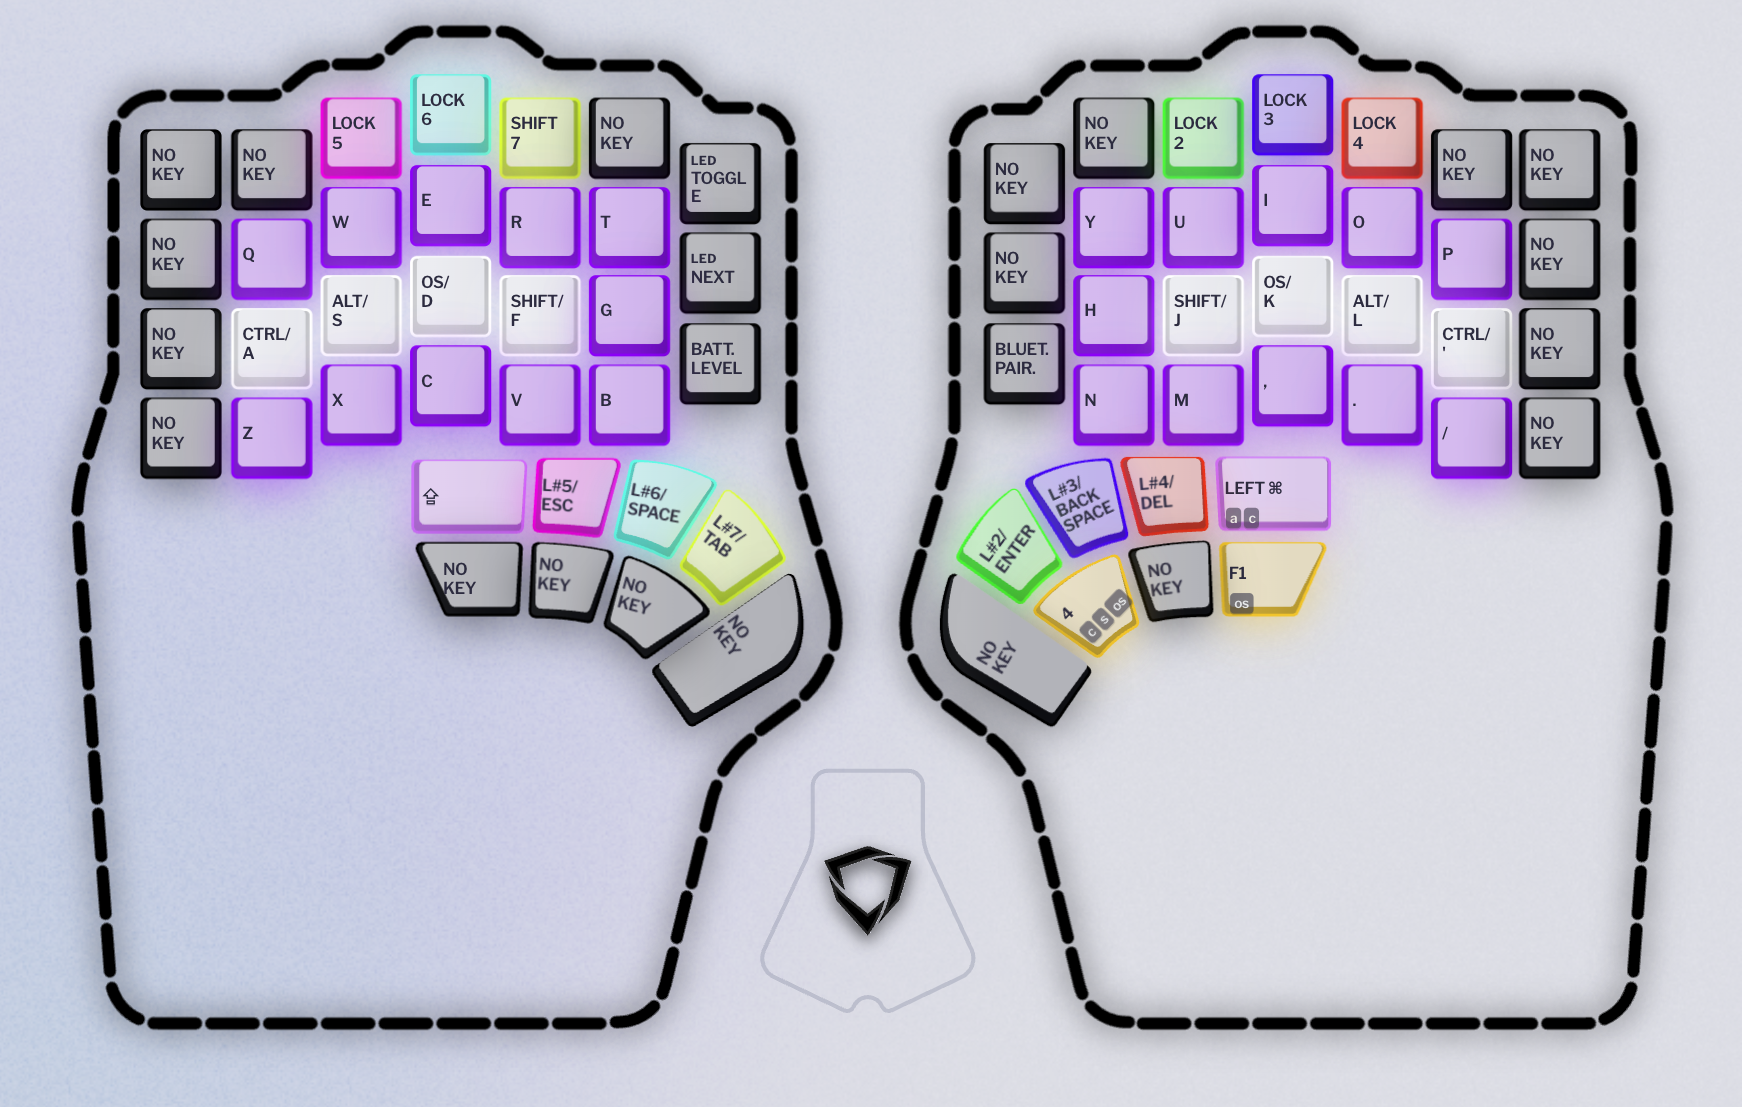 NO
KEY
NO
KEY
LOCK
5
LOCK
6
SHIFT
7
NO
KEY
LED
TOGGL
E
NO
KEY
Q
W
E
R
T
LED
NEXT
NO
KEY
CTRL/
A
ALT/
S
OS/
D
SHIFT/
F
G
BATT.
LEVEL
NO
KEY
Z
X
C
V
B
⇧
L#5/
ESC
L#6/
SPACE
L#7/
TAB
NO
KEY
NO
KEY
NO
KEY
NO
KEY
NO
KEY
NO
KEY
LOCK
2
LOCK
3
LOCK
4
NO
KEY
NO
KEY
NO
KEY
Y
U
I
O
P
NO
KEY
BLUET.
PAIR.
H
SHIFT/
J
OS/
K
ALT/
L
CTRL/
'
NO
KEY
N
M
,
.
/
NO
KEY
L#2/
ENTER
L#3/
BACK
SPACE
L#4/
DEL
LEFT ⌘
a c
NO
KEY
4
c s os
NO
KEY
F1
os